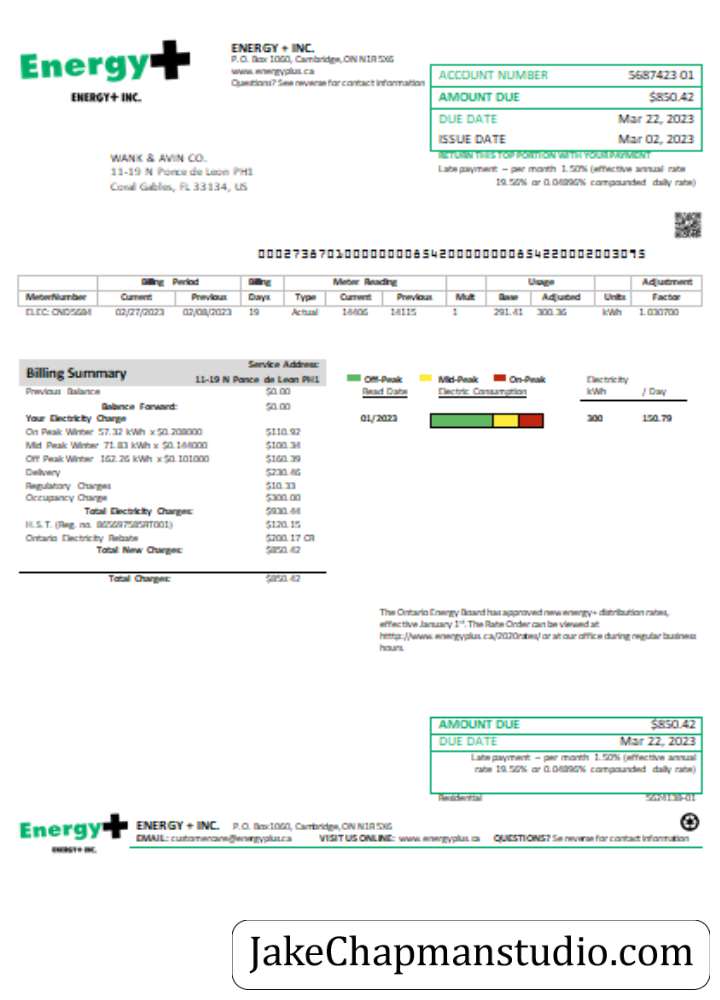 Energy+
ENERGY+ INC.
ENERGY + INC.
P.O. Box 1060, Cambridge, ON N1R 5X6
www.energyplus.ca
Questions? See reverse for contact information
ACCOUNT NUMBER 5687423 01
AMOUNT DUE $850.42
DUE DATE Mar 22, 2023
ISSUE DATE Mar 02, 2023
RETURN THIS TOP PORTION WITH YOUR PAYMENT
Late payment – per month 1.50% (effective annual rate
19.56% or 0.04896% compounded daily rate)
WANK & AVIN CO.
11-19 N Ponce de Leon PH1
Coral Gables, FL 33134, US
Billing Period Billing Meter Reading Usage Adjustment
MeterNumber Current Previous Days Type Current Previous Mult Base Adjusted Units Factor
02/27/2023 02/08/2023 19 Actual 14406 14115 1 291.41 300.36 kWh 1.030700
Billing Summary
Service Address:
11-19 N Ponce de Leon PH1
Previous Balance $0.00
Balance Forward: $0.00
Your Electricity Charge
On Peak Winter 57.32 kWh x $0.208000 $110.92
Mid Peak Winter 71.83 kWh x $0.144000 $100.34
Off Peak Winter 162.26 kWh x $0.101000 $160.39
Delivery $230.46
Regulatory Charges $10.33
Occupancy Charge $300.00
Total Electricity Charges: $930.44
H.S.T. (Reg. no. $120.15
Ontario Electricity Rebate $200.17 CR
Total New Charges: $850.42
Total Charges: $850.42
Off-Peak Mid-Peak On-Peak
Read Date Electric Consumption
Electricity
kWh / Day
01/2023 300 150.79
The Ontario Energy Board has approved new energy+ distribution rates,
effective January 1st. The Rate Order can be viewed at
htttp://www.energyplus.ca/2020rates/ or at our office during regular business
hours.
AMOUNT DUE $850.42
DUE DATE Mar 22, 2023
Late payment – per month 1.50% (effective annual
rate 19.56% or 0.04896% compounded daily rate)
Residential 5624138-01
Energy+
ENERGY+ INC.
ENERGY + INC. P.O. Box 1060, Cambridge, ON N1R 5X6
EMAIL: customercare@energyplus.ca VISIT US ONLINE: www.energyplus.ca QUESTIONS? Se reverse for contact information
JakeChapmanstudio.com